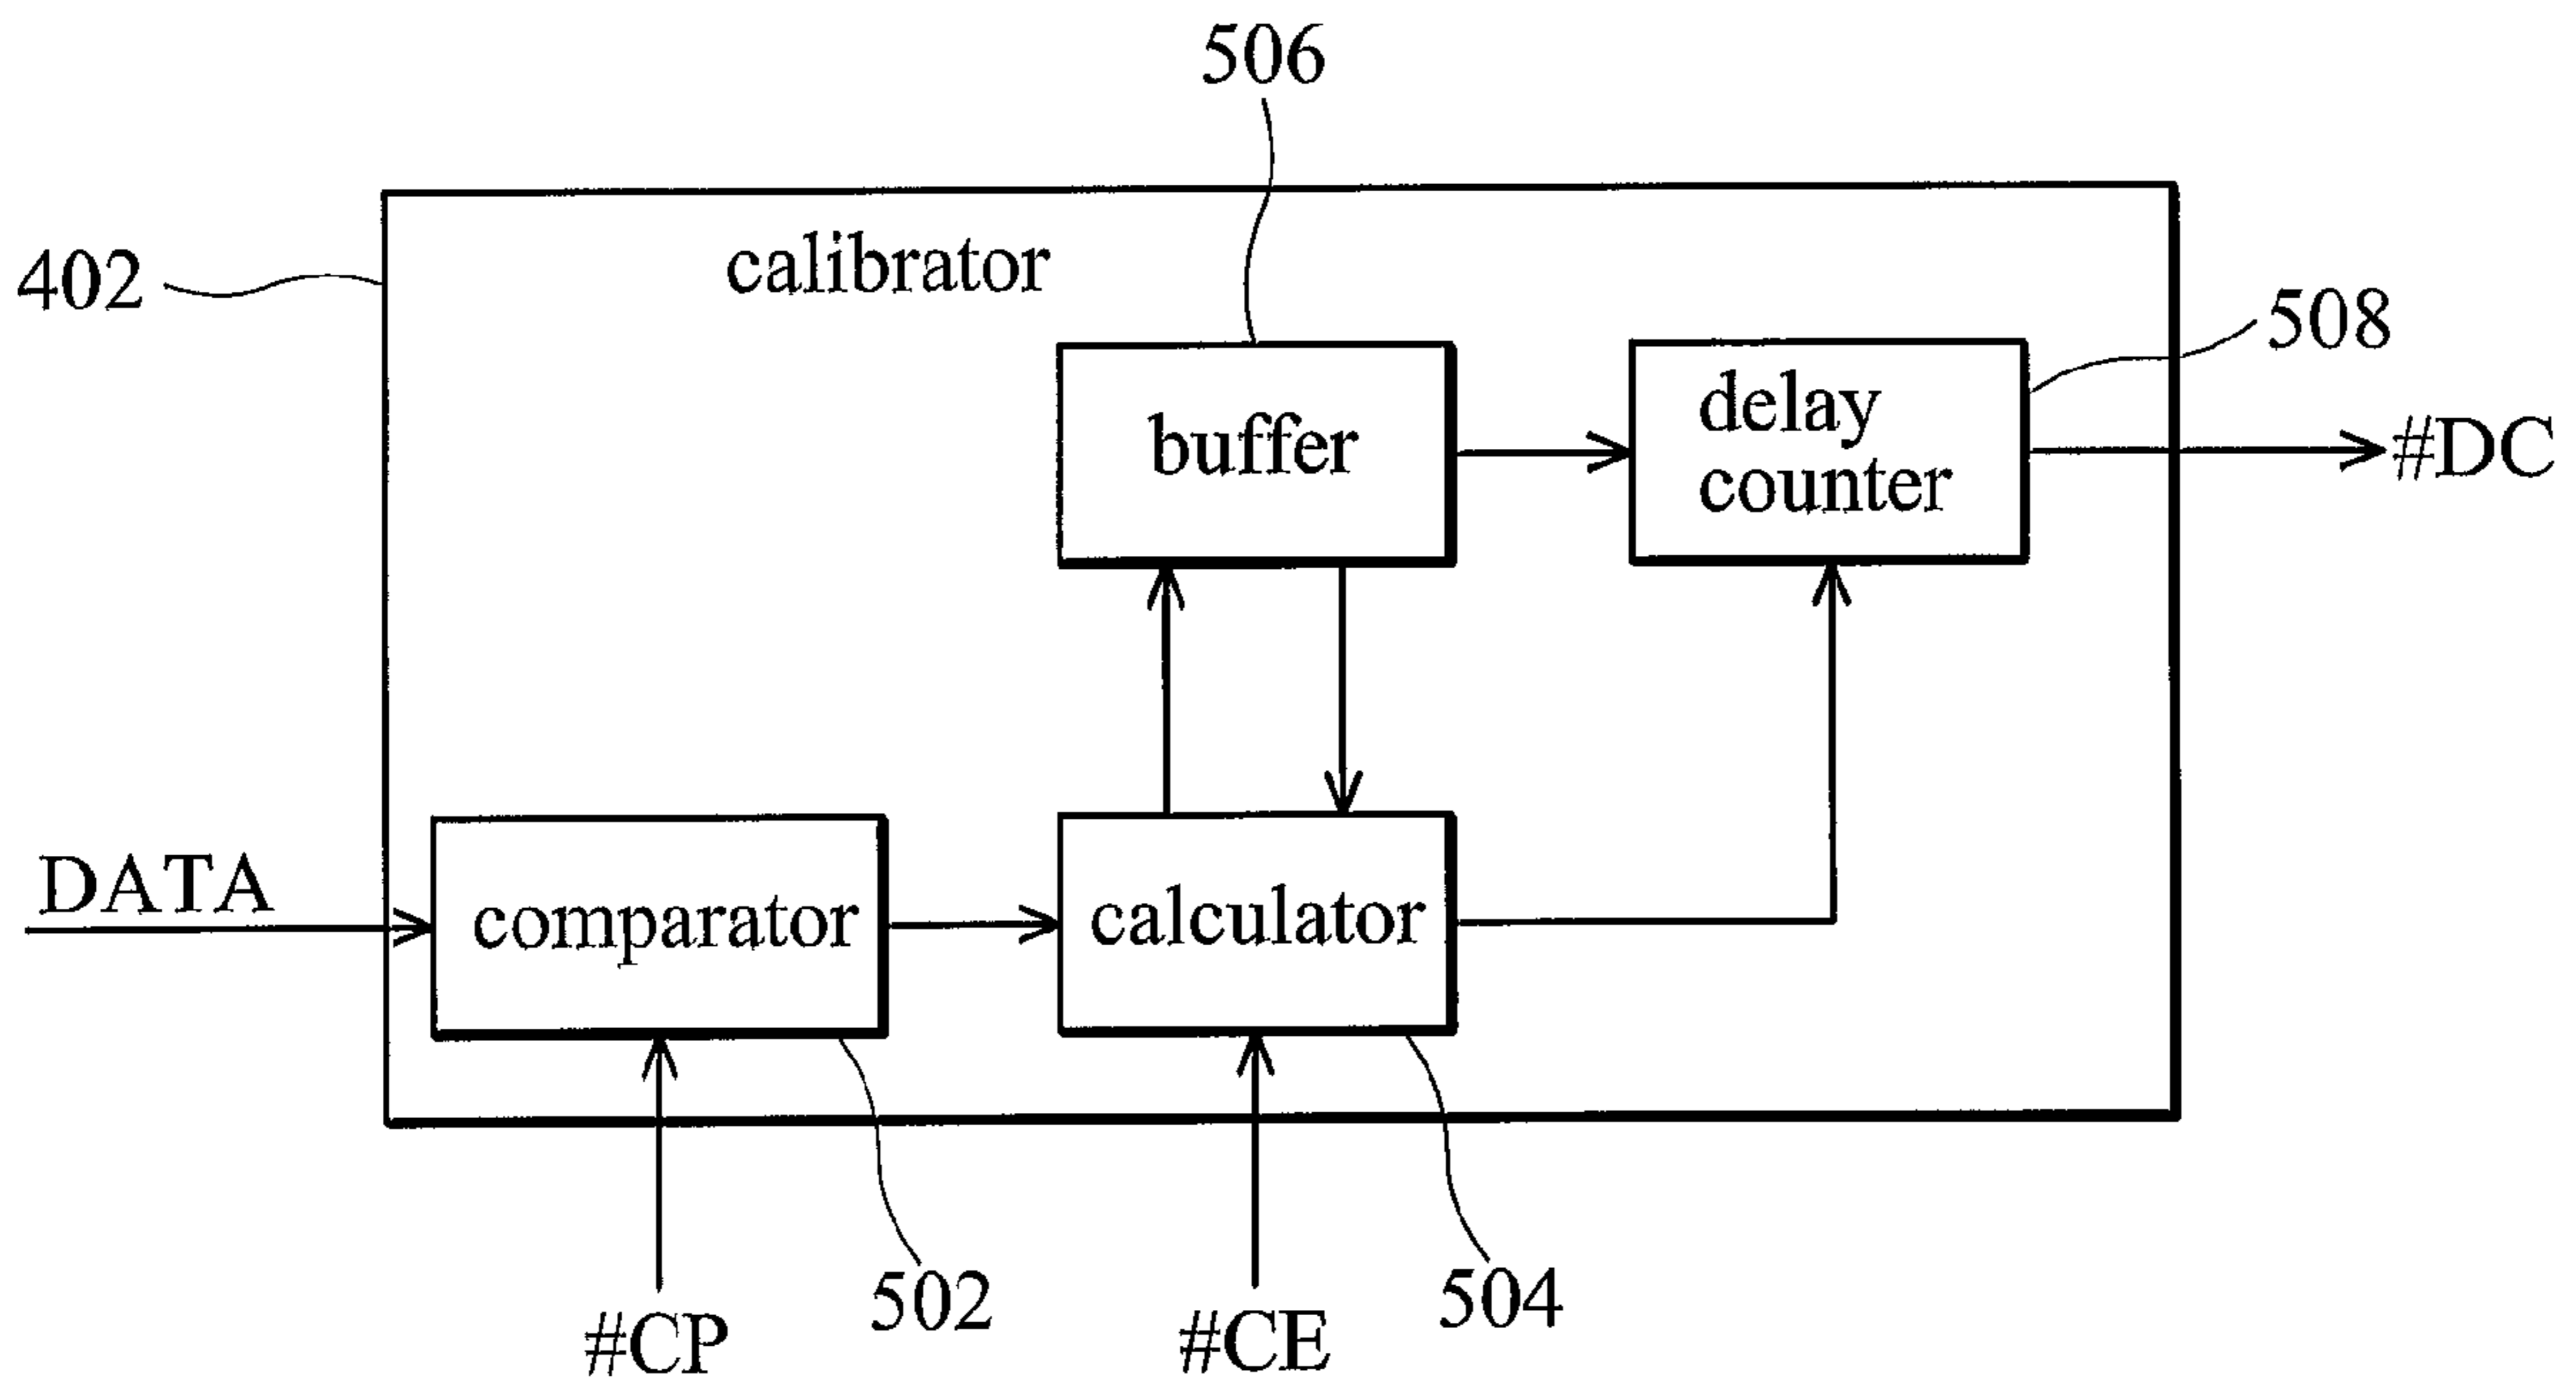 506
402
calibrator
508
buffer
delay
counter
#DC
DATA
comparator
calculator
502
504
#CP
#CE